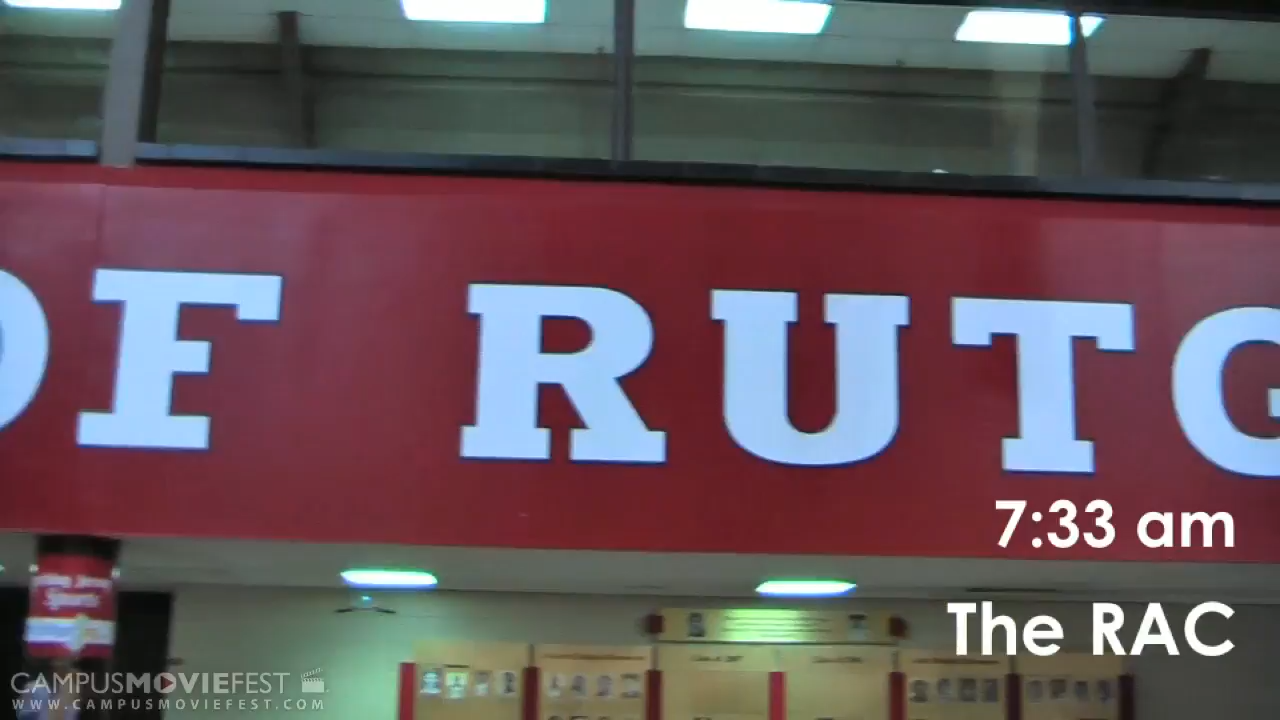 OF RUTG
7:33 am
The RAC
CAMPUSMOVIEFEST
WWW.CAMPUSMOVIEFEST.COM